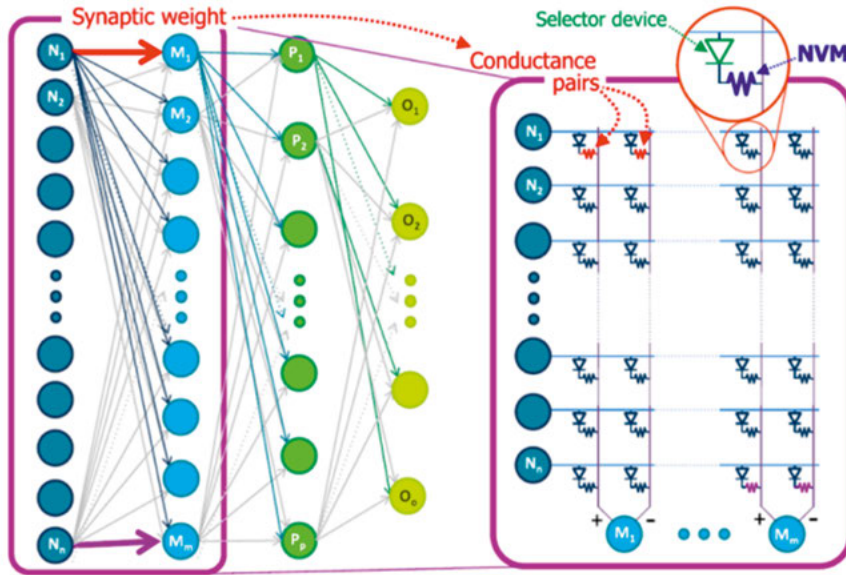 Synaptic weight
Selector device
NVM
Conductance
pairs
N₁
N₂
Nₙ
M₁
M₂
Mₘ
P₁
P₂
Pₚ
O₁
O₂
Oₒ
N₁
N₂
Nₙ
+ -
+ -
M₁
Mₘ